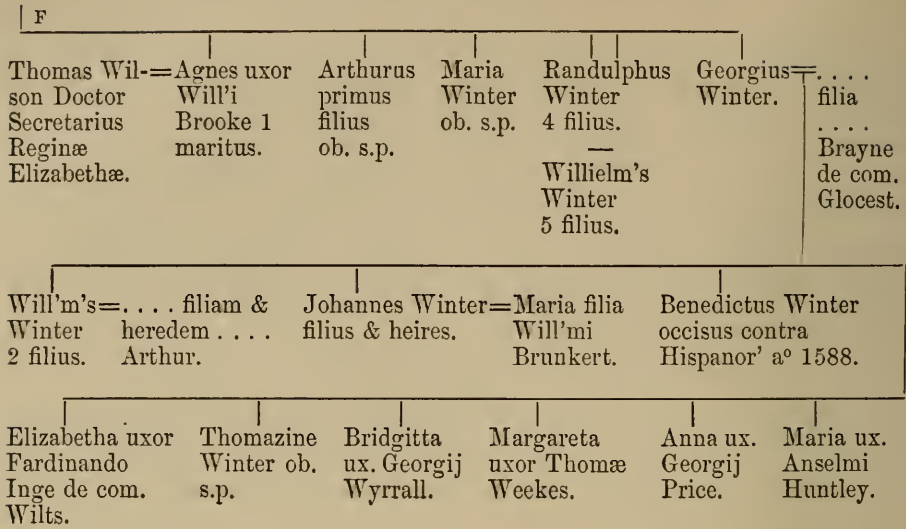 F
Thomas Wil-=Agnes uxor Arthurus Maria Randulphus Georgius=. . . .
son Doctor Will'i primus Winter Winter Winter. filia
Secretarius Brooke 1 filius ob. s.p. 4 filius. . . . .
Reginæ maritus. ob. s.p. — Brayne
Elizabethæ. Willielm's de com.
Winter Glocest.
5 filius.
Will'm's=. . . . filiam & Johannes Winter=Maria filia Benedictus Winter
Winter heredem . . . . filius & heires. Will'mi occisus contra
2 filius. Arthur. Brunkert. Hispanor' aº 1588.
Elizabetha uxor Thomazine Bridgitta Margareta Anna ux. Maria ux.
Fardinando Winter ob. ux. Georgij uxor Thomæ Georgij Anselmi
Inge de com. s.p. Wyrrall. Weekes. Price. Huntley.
Wilts.